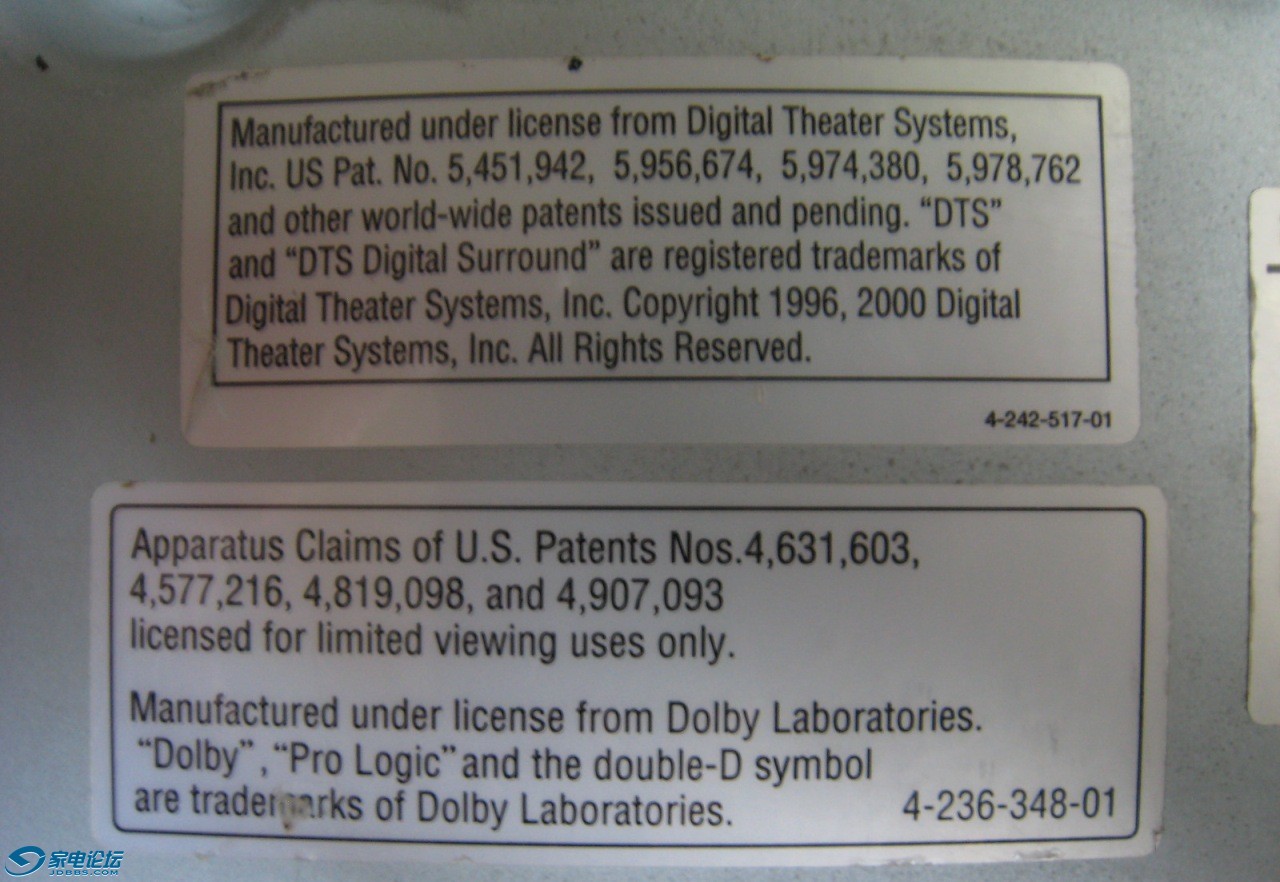 Manufactured under license from Digital Theater Systems,
Inc. US Pat. No. 5,451,942, 5,956,674, 5,974,380, 5,978,762
and other world-wide patents issued and pending. “DTS”
and “DTS Digital Surround” are registered trademarks of
Digital Theater Systems, Inc. Copyright 1996, 2000 Digital
Theater Systems, Inc. All Rights Reserved.
4-242-517-01
Apparatus Claims of U.S. Patents Nos.4,631,603,
4,577,216, 4,819,098, and 4,907,093
licensed for limited viewing uses only.
Manufactured under license from Dolby Laboratories.
“Dolby”,“Pro Logic”and the double-D symbol
are trademarks of Dolby Laboratories.
4-236-348-01
家电论坛
JDBBS.COM